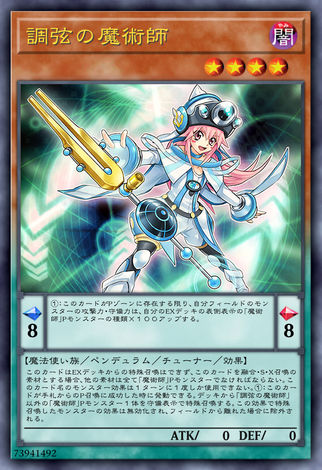 調弦の魔術師
闇
やみ
①：このカードがPゾーンに存在する限り、自分フィールドのモン
スターの攻撃力・守備力は、自分のEXデッキの表側表示の「魔術
師」Pモンスターの種類×１００アップする。
8
8
【魔法使い族／ペンデュラム／チューナー／効果】
このカードはEXデッキからの特殊召喚はできず、このカードを融合・S・X召喚の
素材とする場合、他の素材は全て「魔術師」Pモンスターでなければならない。こ
のカード名のモンスター効果は１ターンに１度しか使用できない。①：このカー
ドが手札からのP召喚に成功した時に発動できる。デッキから「調弦の魔術師」
以外の「魔術師」Pモンスター１体を守備表示で特殊召喚する。この効果で特殊
召喚したモンスターの効果は無効化され、フィールドから離れた場合に除外さ
れる。
ATK/ 0 DEF/ 0
73941492